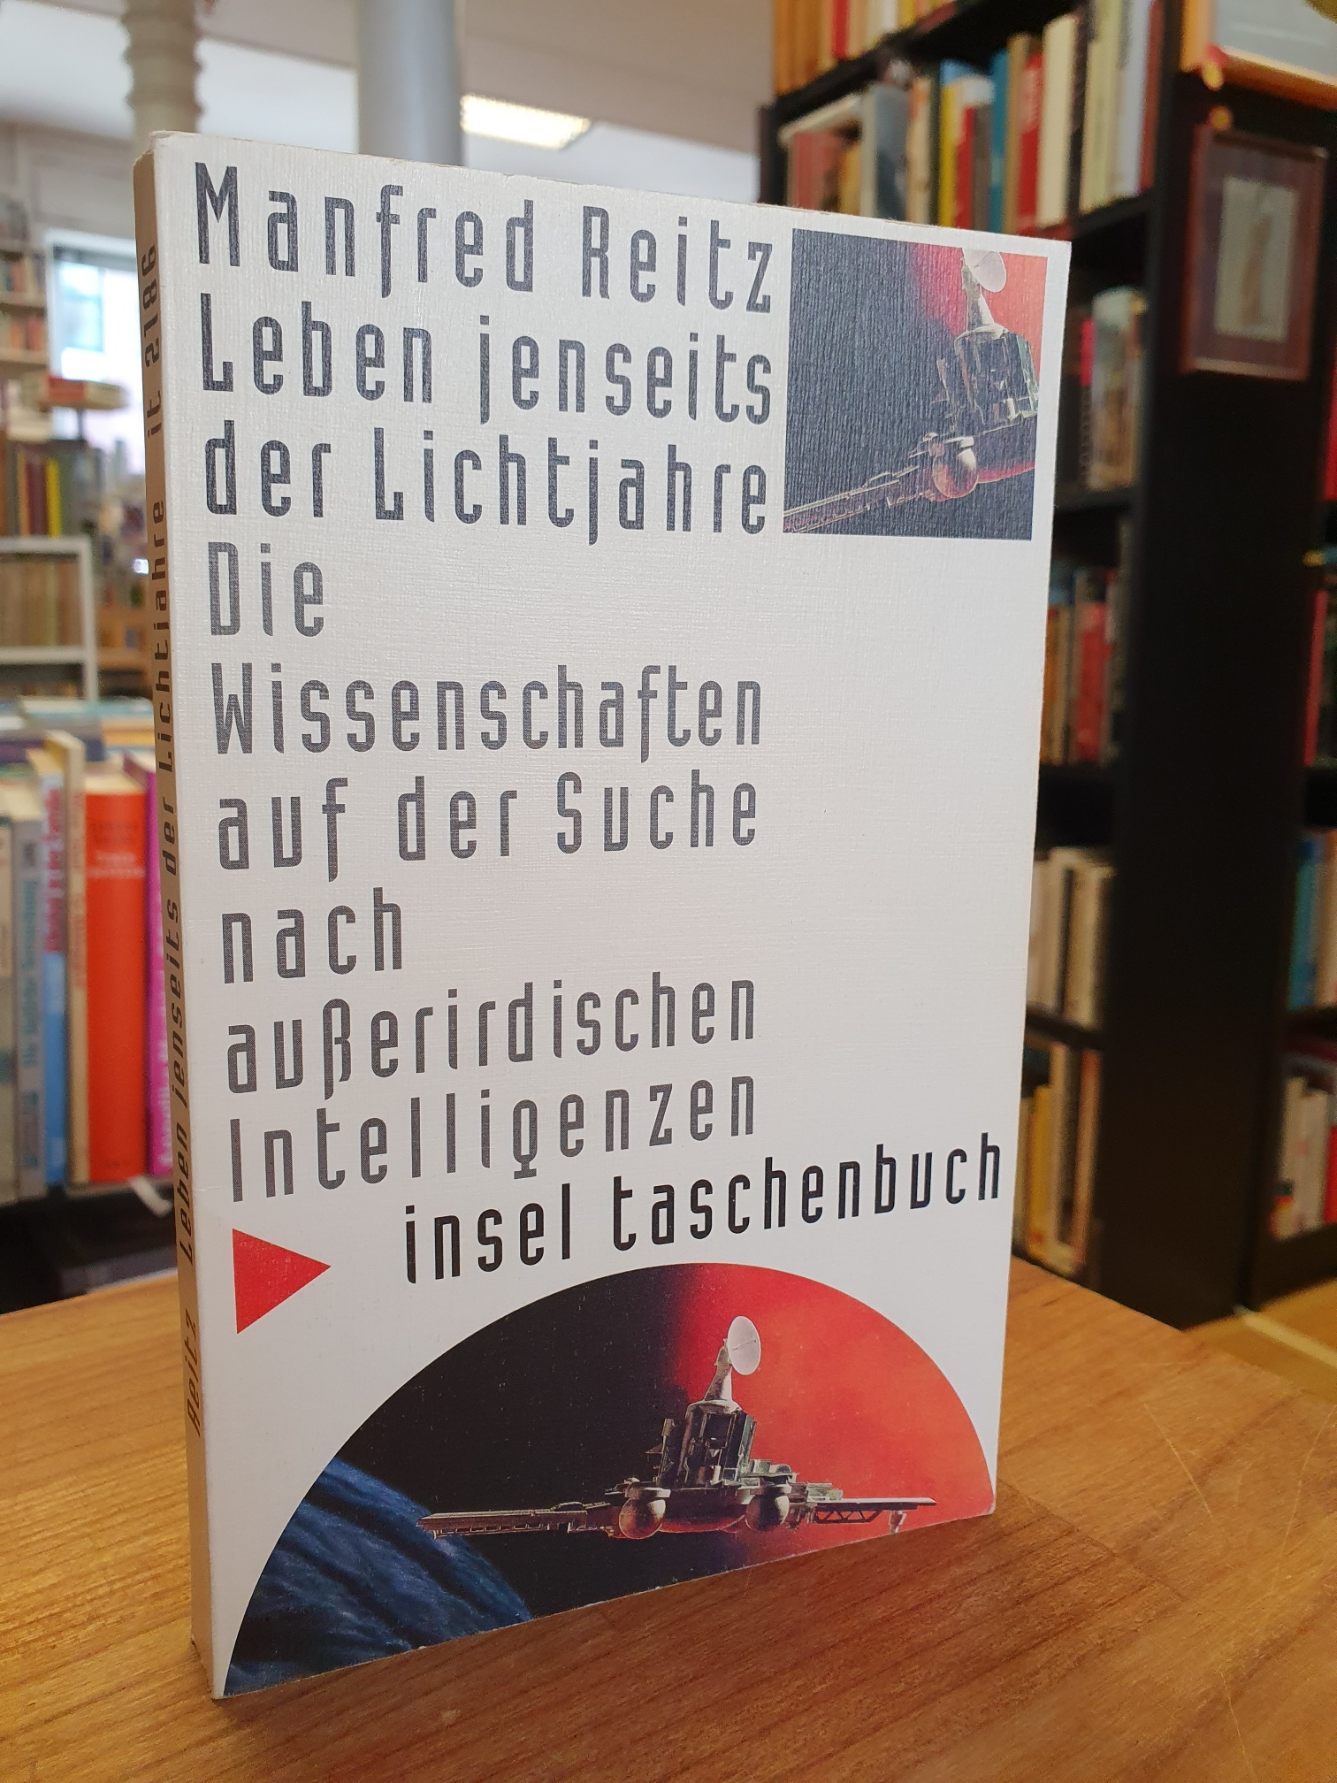 Manfred Reitz
Leben jenseits
der Lichtjahre
Die
Wissenschaften
auf der Suche
nach
außerirdischen
Intelligenzen
insel taschenbuch
Reitz Leben jenseits der Lichtjahre it 2186